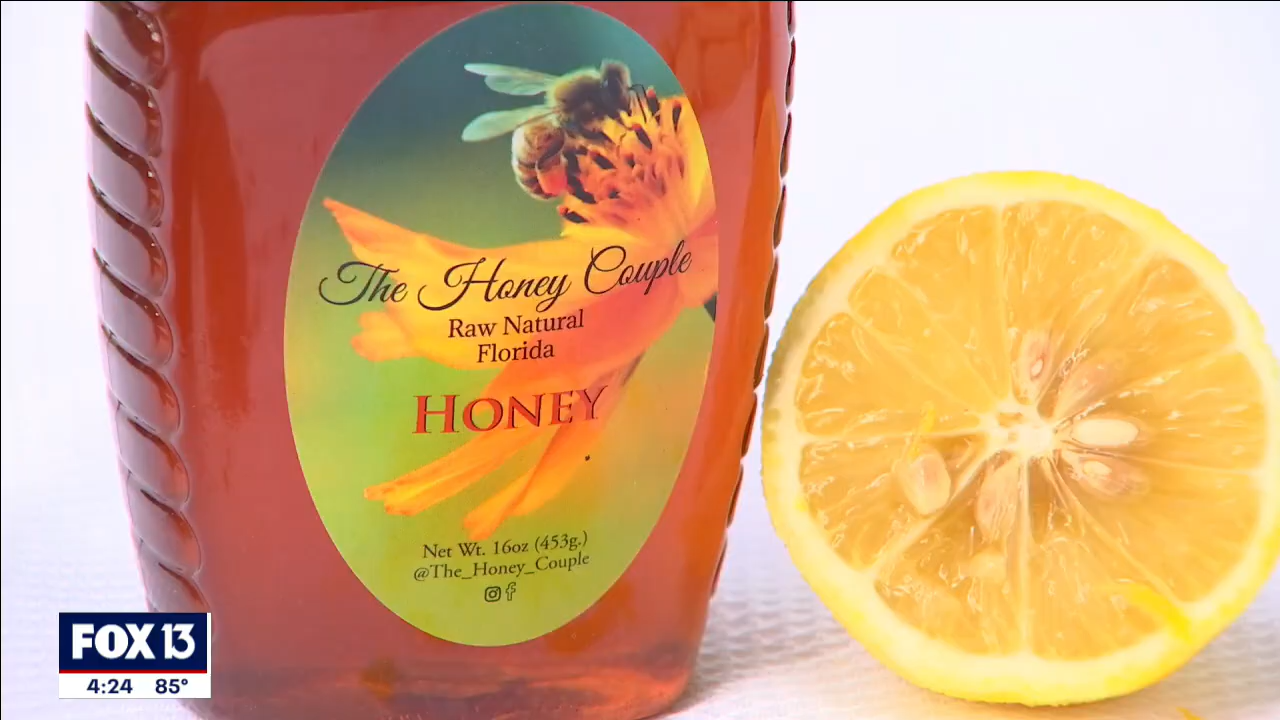 The Honey Couple
Raw Natural
Florida
HONEY
Net Wt. 16oz (453g.)
@The_Honey_Couple
FOX 13
4:24 85°